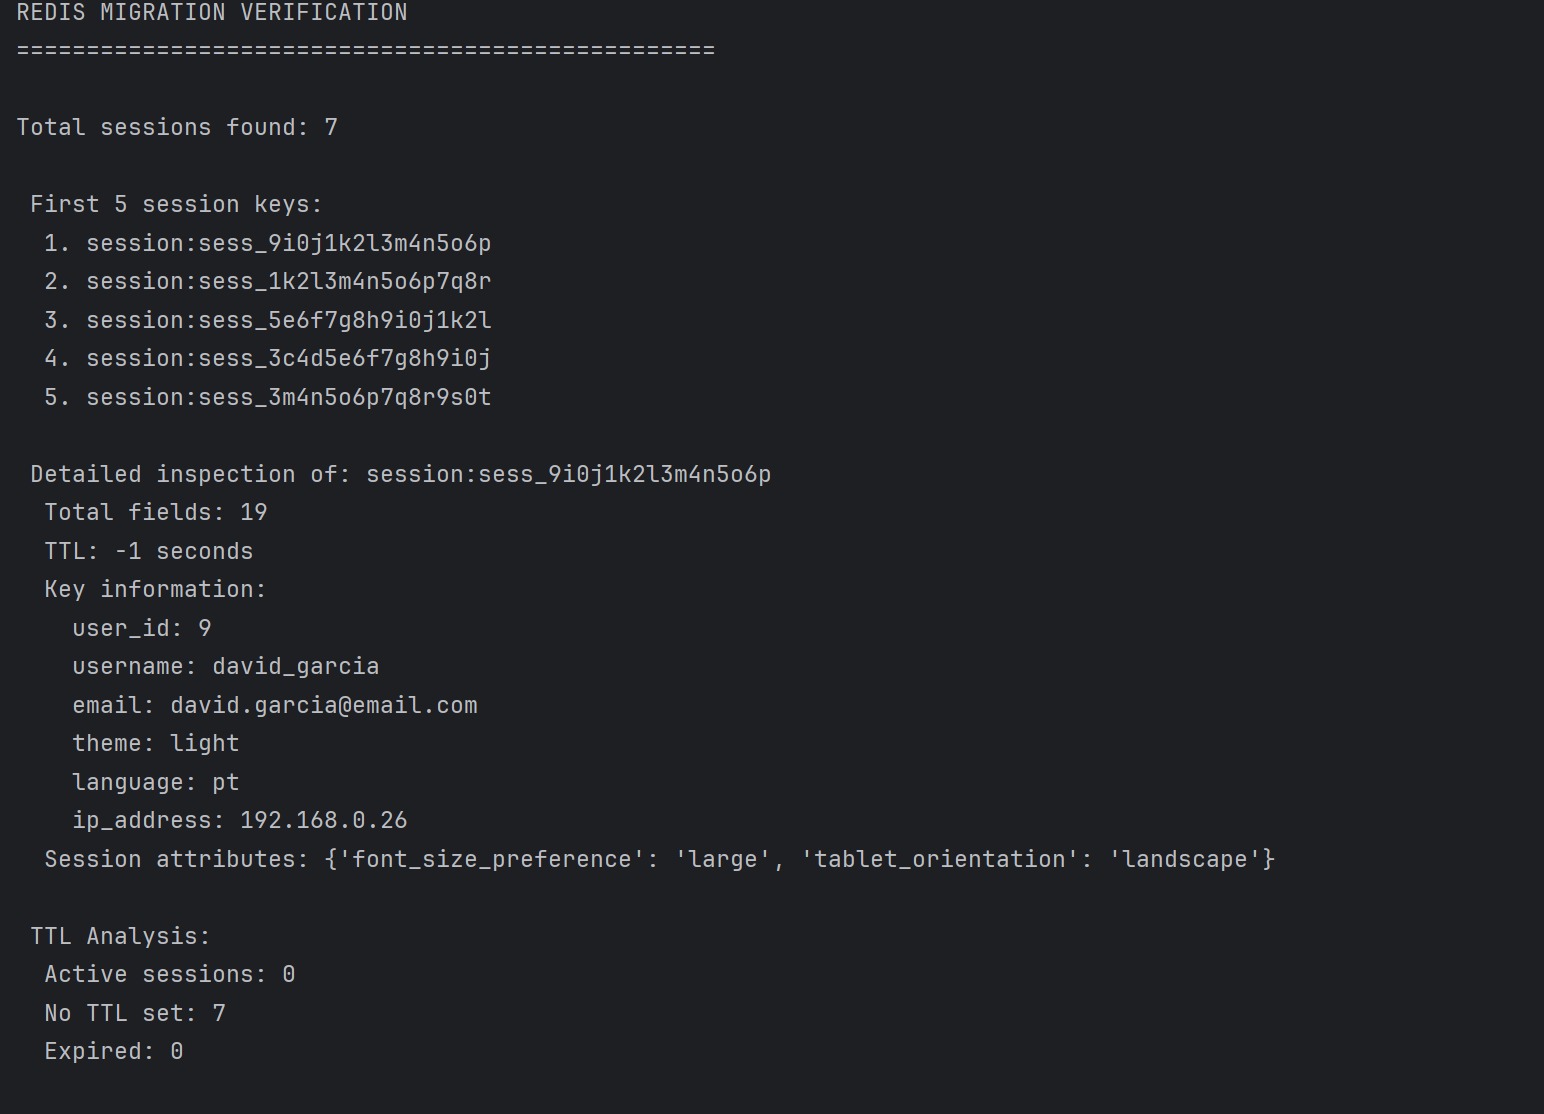 REDIS MIGRATION VERIFICATION
==================================================
Total sessions found: 7
First 5 session keys:
1. session:sess_9i0j1k2l3m4n5o6p
2. session:sess_1k2l3m4n5o6p7q8r
3. session:sess_5e6f7g8h9i0j1k2l
4. session:sess_3c4d5e6f7g8h9i0j
5. session:sess_3m4n5o6p7q8r9s0t
Detailed inspection of: session:sess_9i0j1k2l3m4n5o6p
Total fields: 19
TTL: -1 seconds
Key information:
user_id: 9
username: david_garcia
email: david.garcia@email.com
theme: light
language: pt
ip_address: 192.168.0.26
Session attributes: {'font_size_preference': 'large', 'tablet_orientation': 'landscape'}
TTL Analysis:
Active sessions: 0
No TTL set: 7
Expired: 0